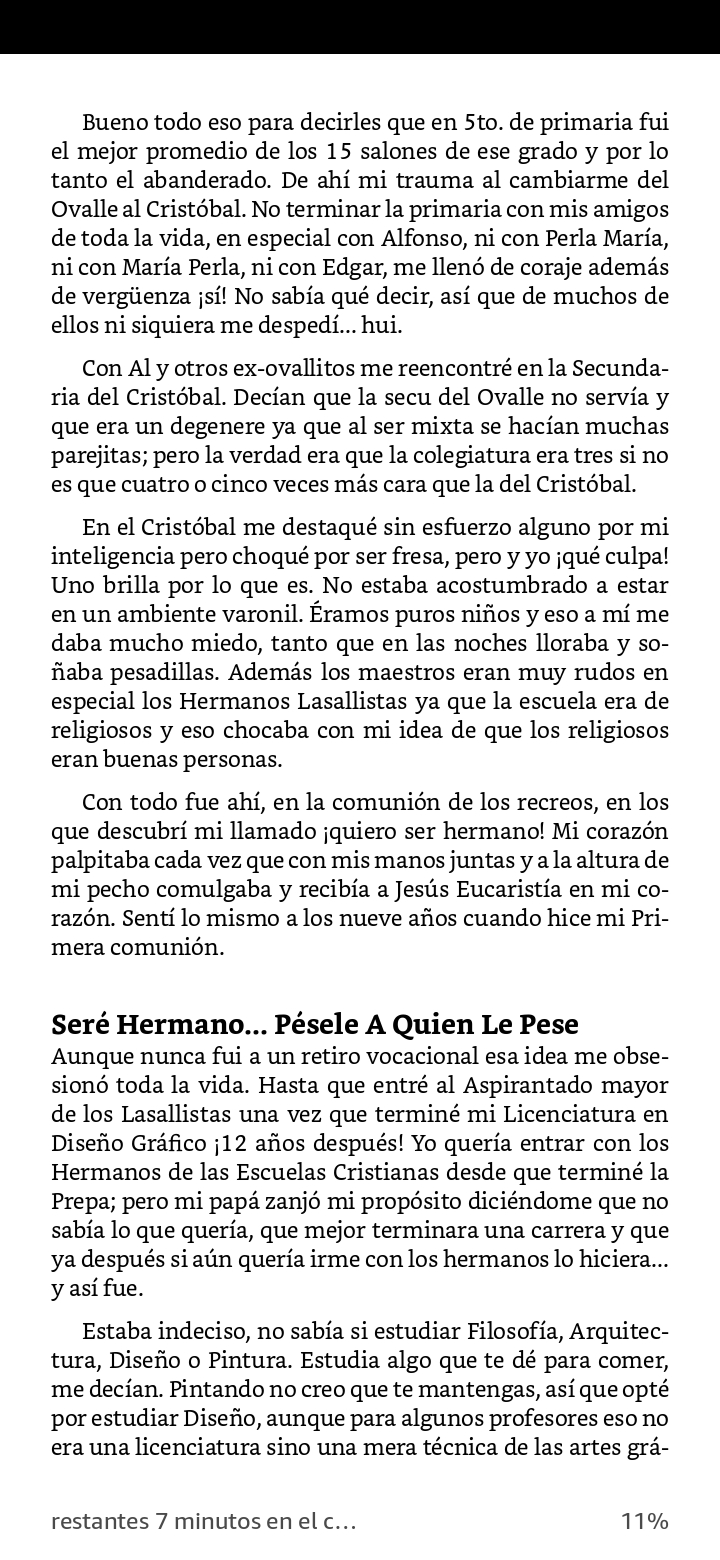 Bueno todo eso para decirles que en 5to. de primaria fui
el mejor promedio de los 15 salones de ese grado y por lo
tanto el abanderado. De ahí mi trauma al cambiarme del
Ovalle al Cristóbal. No terminar la primaria con mis amigos
de toda la vida, en especial con Alfonso, ni con Perla María,
ni con María Perla, ni con Edgar, me llenó de coraje además
de vergüenza ¡sí! No sabía qué decir, así que de muchos de
ellos ni siquiera me despedí... hui.
Con Al y otros ex-ovallitos me reencontré en la Secunda-
ria del Cristóbal. Decían que la secu del Ovalle no servía y
que era un degenere ya que al ser mixta se hacían muchas
parejitas; pero la verdad era que la colegiatura era tres si no
es que cuatro o cinco veces más cara que la del Cristóbal.
En el Cristóbal me destaqué sin esfuerzo alguno por mi
inteligencia pero choqué por ser fresa, pero y yo ¡qué culpa!
Uno brilla por lo que es. No estaba acostumbrado a estar
en un ambiente varonil. Éramos puros niños y eso a mí me
daba mucho miedo, tanto que en las noches lloraba y so-
ñaba pesadillas. Además los maestros eran muy rudos en
especial los Hermanos Lasallistas ya que la escuela era de
religiosos y eso chocaba con mi idea de que los religiosos
eran buenas personas.
Con todo fue ahí, en la comunión de los recreos, en los
que descubrí mi llamado ¡quiero ser hermano! Mi corazón
palpitaba cada vez que con mis manos juntas y a la altura de
mi pecho comulgaba y recibía a Jesús Eucaristía en mi co-
razón. Sentí lo mismo a los nueve años cuando hice mi Pri-
mera comunión.
Seré Hermano... Pésele A Quien Le Pese
Aunque nunca fui a un retiro vocacional esa idea me obse-
sionó toda la vida. Hasta que entré al Aspirantado mayor
de los Lasallistas una vez que terminé mi Licenciatura en
Diseño Gráfico ¡12 años después! Yo quería entrar con los
Hermanos de las Escuelas Cristianas desde que terminé la
Prepa; pero mi papá zanjó mi propósito diciéndome que no
sabía lo que quería, que mejor terminara una carrera y que
ya después si aún quería irme con los hermanos lo hiciera...
y así fue.
Estaba indeciso, no sabía si estudiar Filosofía, Arquitec-
tura, Diseño o Pintura. Estudia algo que te dé para comer,
me decían. Pintando no creo que te mantengas, así que opté
por estudiar Diseño, aunque para algunos profesores eso no
era una licenciatura sino una mera técnica de las artes grá-
restantes 7 minutos en el c... 11%